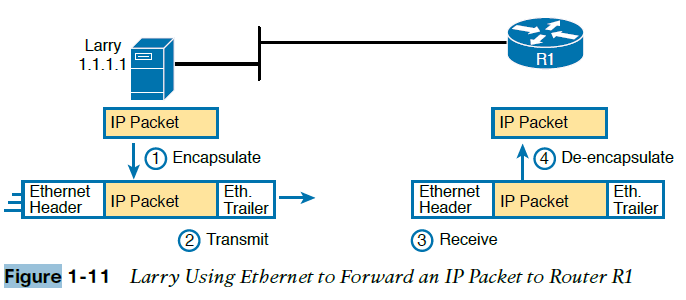 Larry
1.1.1.1
R1
IP Packet
IP Packet
1 Encapsulate
4 De-encapsulate
Ethernet
Header
IP Packet
Eth.
Trailer
Ethernet
Header
IP Packet
Eth.
Trailer
2 Transmit
3 Receive
Figure 1-11 Larry Using Ethernet to Forward an IP Packet to Router R1